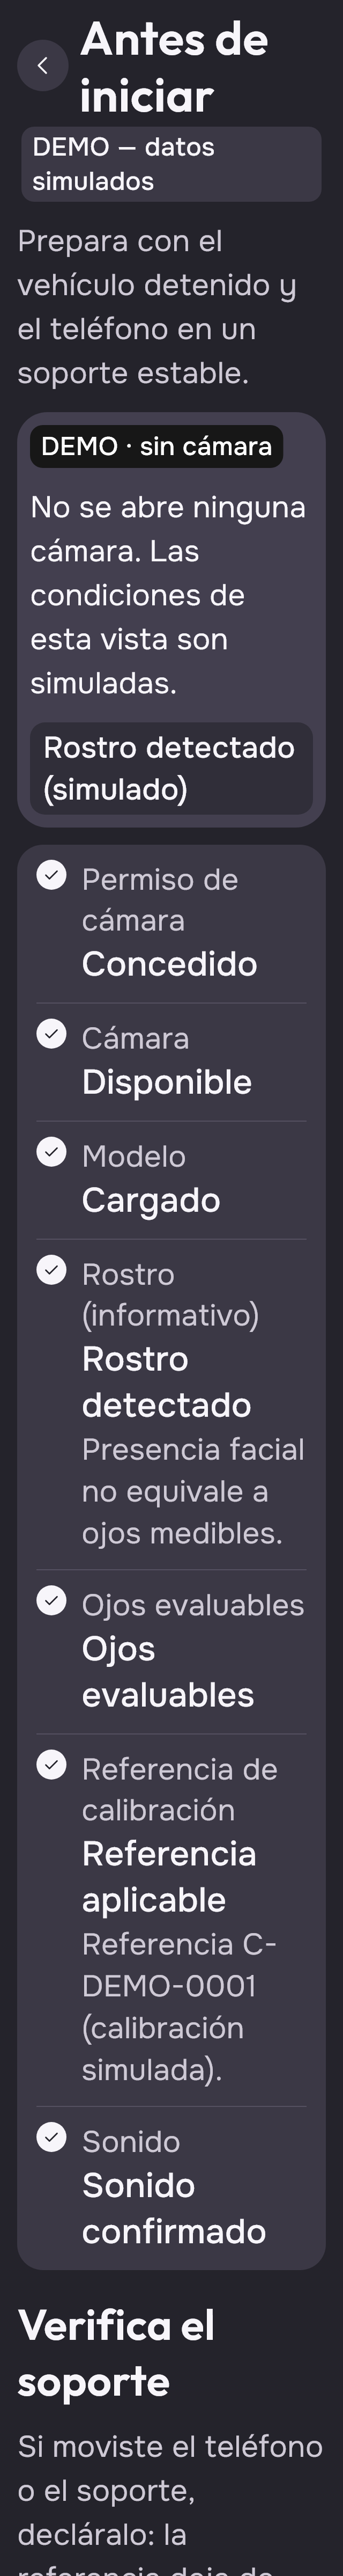 Antes de
iniciar
DEMO — datos
simulados
Prepara con el
vehículo detenido y
el teléfono en un
soporte estable.
DEMO · sin cámara
No se abre ninguna
cámara. Las
condiciones de
esta vista son
simuladas.
Rostro detectado
(simulado)
Permiso de
cámara
Concedido
Cámara
Disponible
Modelo
Cargado
Rostro
(informativo)
Rostro
detectado
Presencia facial
no equivale a
ojos medibles.
Ojos evaluables
Ojos
evaluables
Referencia de
calibración
Referencia
aplicable
Referencia C-
DEMO-0001
(calibración
simulada).
Sonido
Sonido
confirmado
Verifica el
soporte
Si moviste el teléfono
o el soporte,
decláralo: la
referencia deja de